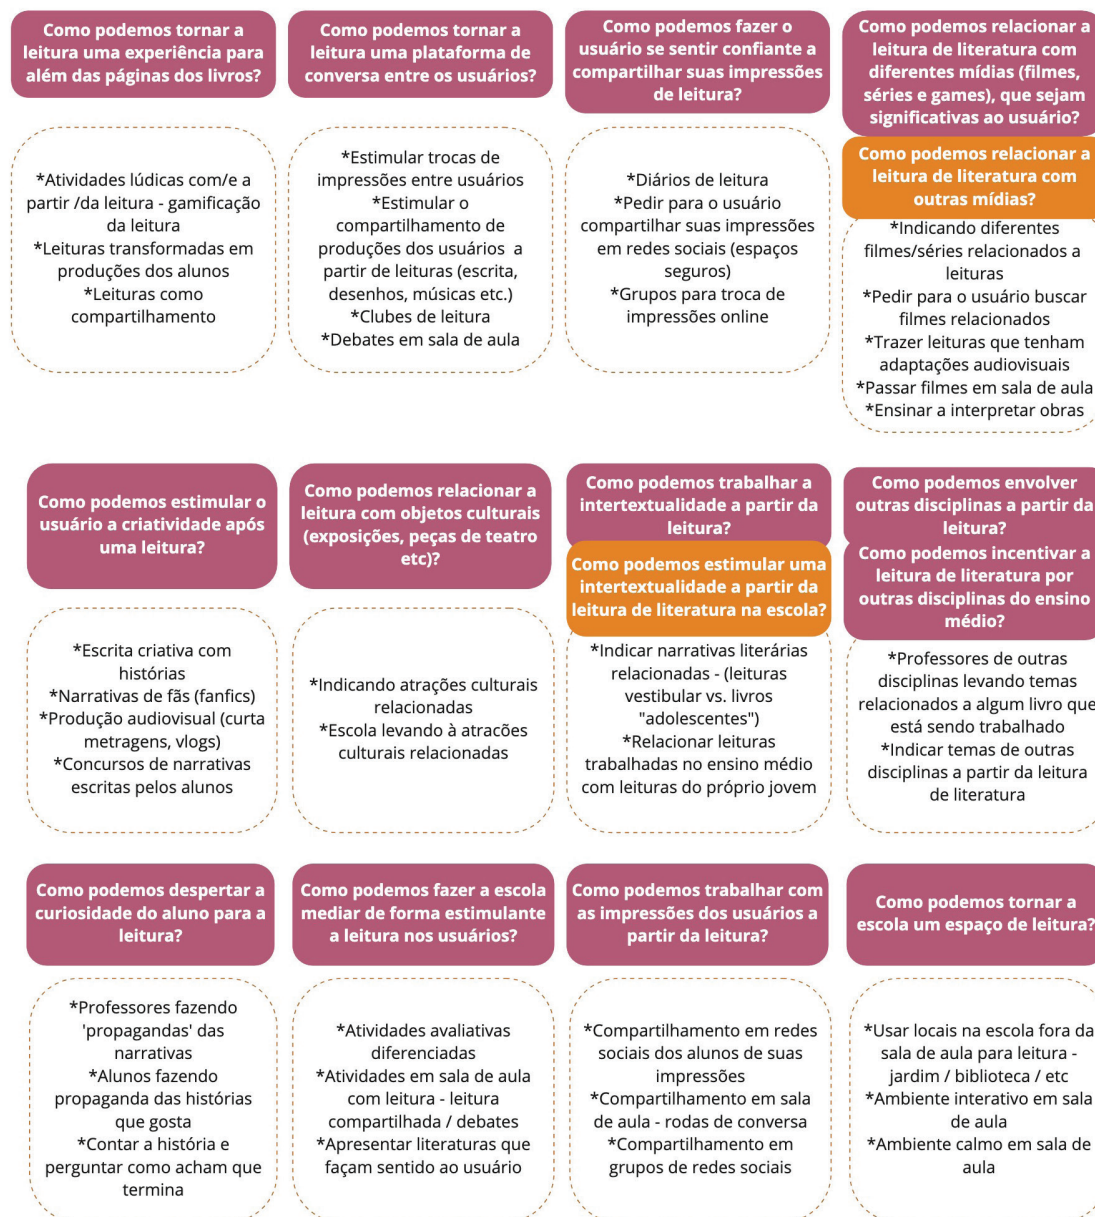 Como podemos tornar a
leitura uma experiência para
além das páginas dos livros?
*Atividades lúdicas com/e a
partir /da leitura - gamificação
da leitura
*Leituras transformadas em
produções dos alunos
*Leituras como
compartilhamento
Como podemos tornar a
leitura uma plataforma de
conversa entre os usuários?
*Estimular trocas de
impressões entre usuários
*Estimular o
compartilhamento de
produções dos usuários a
partir de leituras (escrita,
desenhos, músicas etc.)
*Clubes de leitura
*Debates em sala de aula
Como podemos fazer o
usuário se sentir confiante a
compartilhar suas impressões
de leitura?
*Diários de leitura
*Pedir para o usuário
compartilhar suas impressões
em redes sociais (espaços
seguros)
*Grupos para troca de
impressões online
Como podemos relacionar a
leitura de literatura com
diferentes mídias (filmes,
séries e games), que sejam
significativas ao usuário?
Como podemos relacionar a
leitura de literatura com
outras mídias?
*Indicando diferentes
filmes/séries relacionados a
leituras
*Pedir para o usuário buscar
filmes relacionados
*Trazer leituras que tenham
adaptações audiovisuais
*Passar filmes em sala de aula
*Ensinar a interpretar obras
Como podemos estimular o
usuário a criatividade após
uma leitura?
*Escrita criativa com
histórias
*Narrativas de fãs (fanfics)
*Produção audiovisual (curta
metragens, vlogs)
*Concursos de narrativas
escritas pelos alunos
Como podemos relacionar a
leitura com objetos culturais
(exposições, peças de teatro
etc)?
*Indicando atrações culturais
relacionadas
*Escola levando à atracões
culturais relacionadas
Como podemos trabalhar a
intertextualidade a partir da
leitura?
Como podemos estimular uma
intertextualidade a partir da
leitura de literatura na escola?
*Indicar narrativas literárias
relacionadas - (leituras
vestibular vs. livros
"adolescentes")
*Relacionar leituras
trabalhadas no ensino médio
com leituras do próprio jovem
Como podemos envolver
outras disciplinas a partir da
leitura?
Como podemos incentivar a
leitura de literatura por
outras disciplinas do ensino
médio?
*Professores de outras
disciplinas levando temas
relacionados a algum livro que
está sendo trabalhado
*Indicar temas de outras
disciplinas a partir da leitura
de literatura
Como podemos despertar a
curiosidade do aluno para a
leitura?
*Professores fazendo
'propagandas' das
narrativas
*Alunos fazendo
propaganda das histórias
que gosta
*Contar a história e
perguntar como acham que
termina
Como podemos fazer a escola
mediar de forma estimulante
a leitura nos usuários?
*Atividades avaliativas
diferenciadas
*Atividades em sala de aula
com leitura - leitura
compartilhada / debates
*Apresentar literaturas que
façam sentido ao usuário
Como podemos trabalhar com
as impressões dos usuários a
partir da leitura?
*Compartilhamento em redes
sociais dos alunos de suas
impressões
*Compartilhamento em sala
de aula - rodas de conversa
*Compartilhamento em
grupos de redes sociais
Como podemos tornar a
escola um espaço de leitura?
*Usar locais na escola fora da
sala de aula para leitura -
jardim / biblioteca / etc
*Ambiente interativo em sala
de aula
*Ambiente calmo em sala de
aula